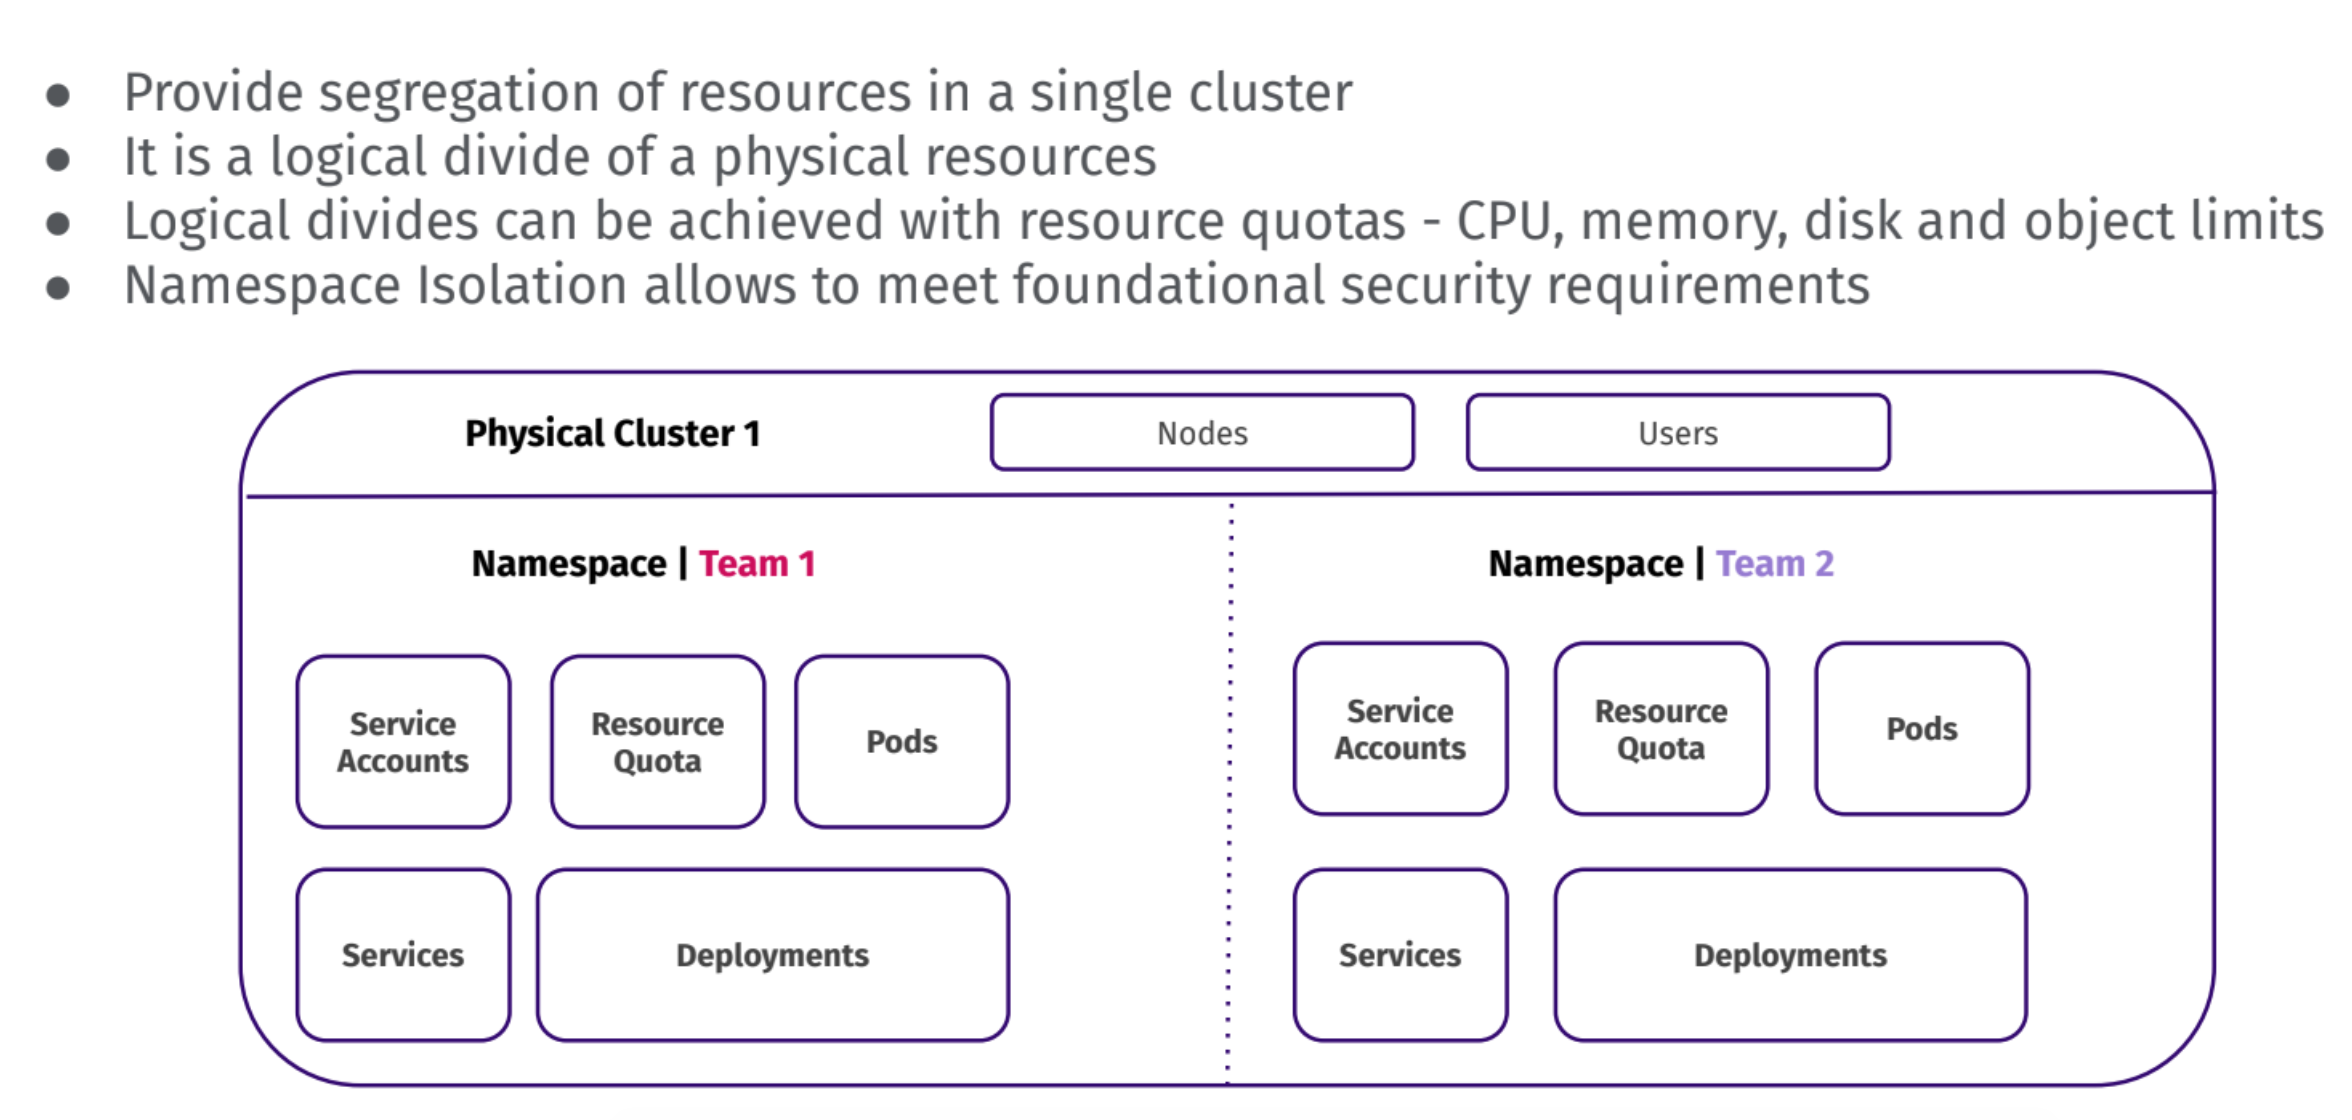 ● Provide segregation of resources in a single cluster
● It is a logical divide of a physical resources
● Logical divides can be achieved with resource quotas - CPU, memory, disk and object limits
● Namespace Isolation allows to meet foundational security requirements
Physical Cluster 1
Nodes
Users
Namespace | Team 1
Service
Accounts
Resource
Quota
Pods
Services
Deployments
Namespace | Team 2
Service
Accounts
Resource
Quota
Pods
Services
Deployments